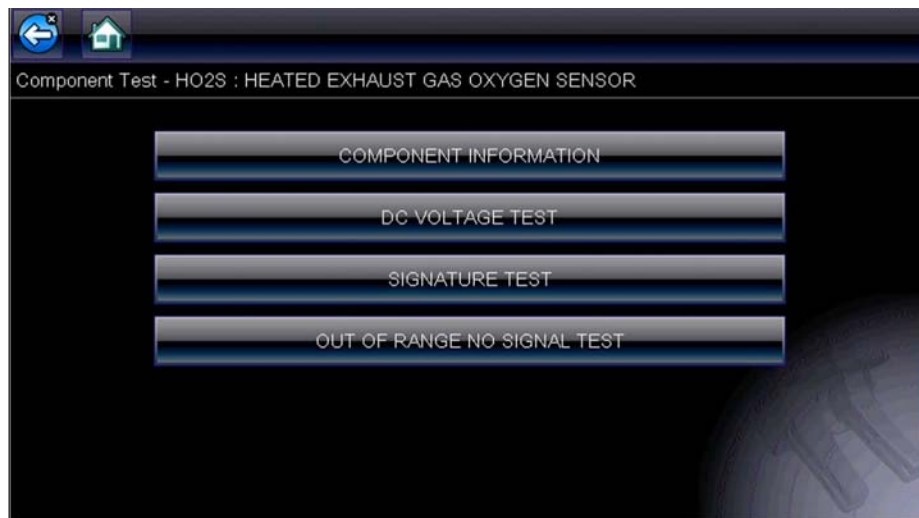 Component Test - HO2S : HEATED EXHAUST GAS OXYGEN SENSOR
COMPONENT INFORMATION
DC VOLTAGE TEST
SIGNATURE TEST
OUT OF RANGE NO SIGNAL TEST